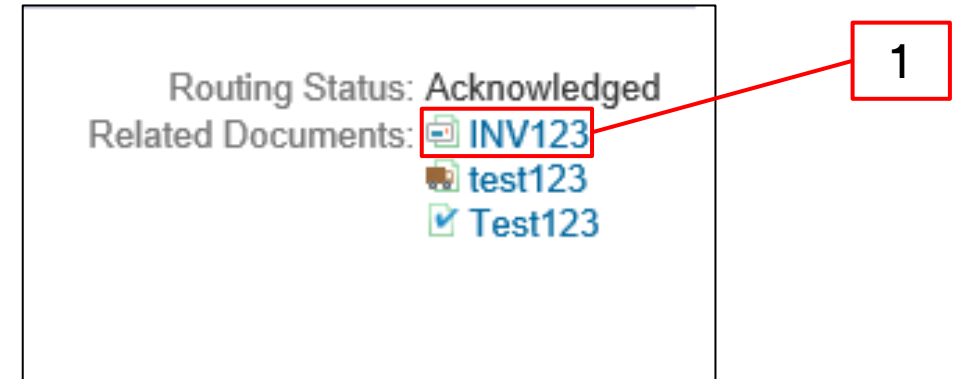 1
Routing Status: Acknowledged
Related Documents: INV123
test123
Test123